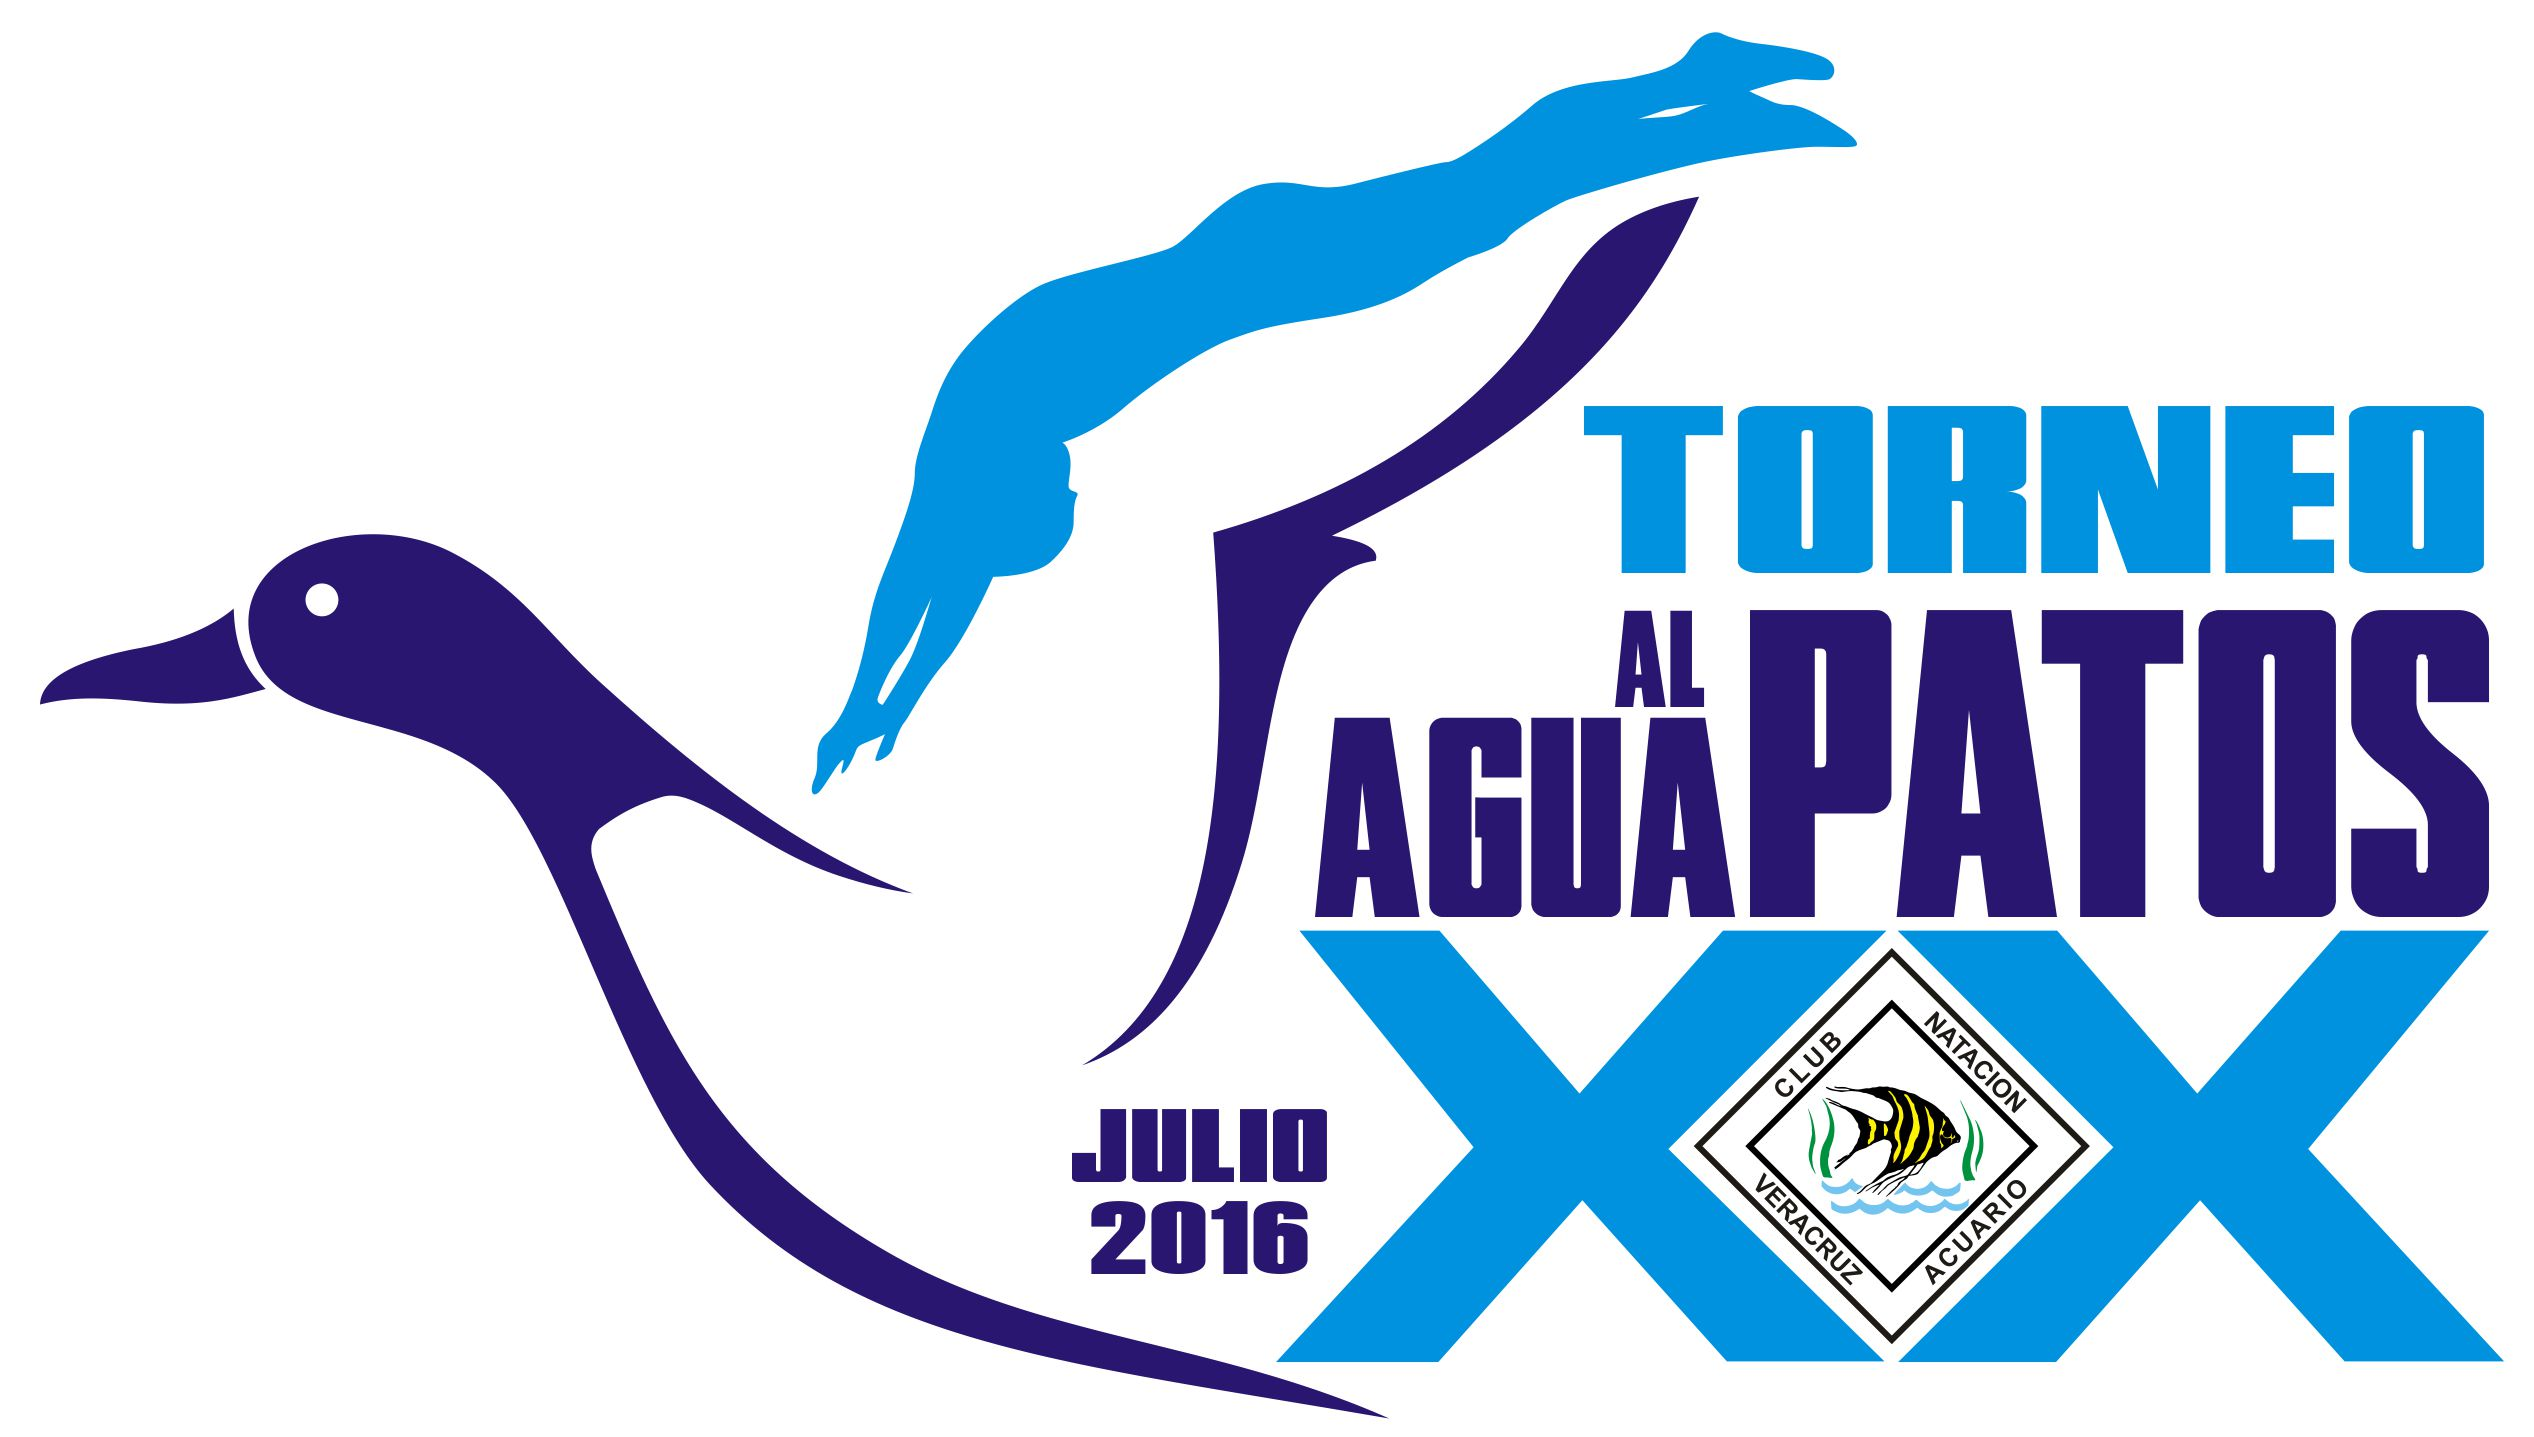 TORNEO
AL
AGUA PATOS
XX
CLUB
NATACION
VERACRUZ
ACUARIO
JULIO
2016